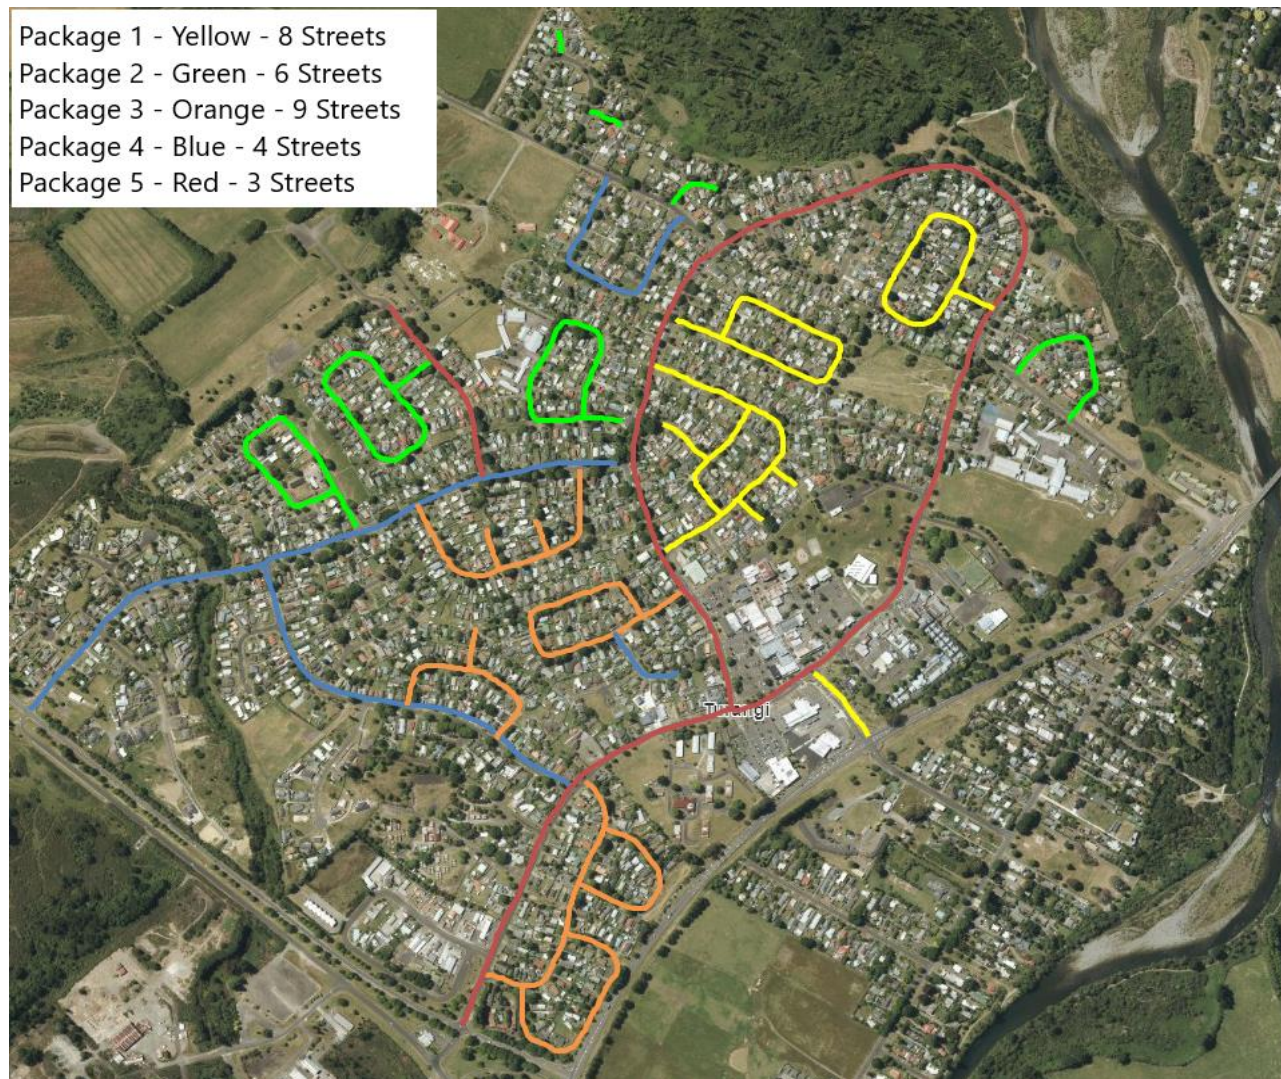 Package 1 - Yellow - 8 Streets
Package 2 - Green - 6 Streets
Package 3 - Orange - 9 Streets
Package 4 - Blue - 4 Streets
Package 5 - Red - 3 Streets
Turangi